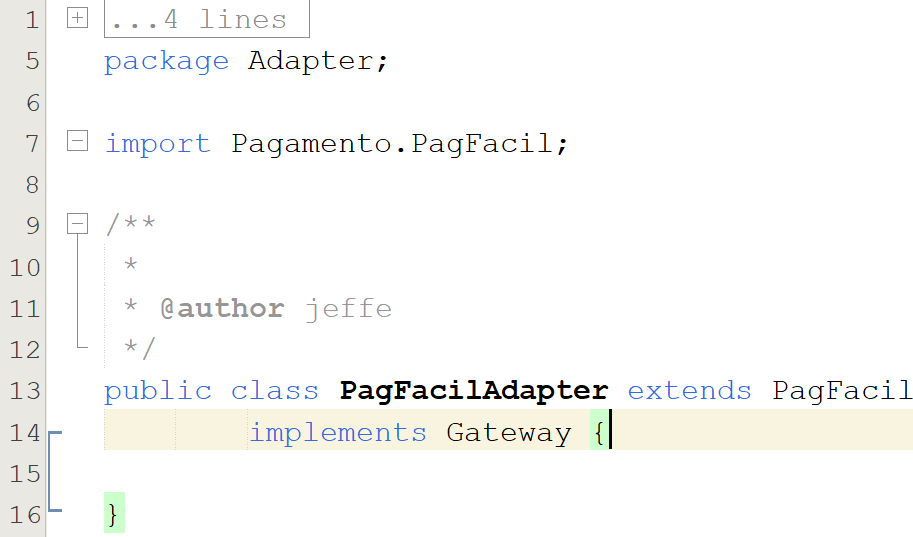 1 ...4 lines
5 package Adapter;
6
7 import Pagamento.PagFacil;
8
9 /**
10 *
11 * @author jeffe
12 */
13 public class PagFacilAdapter extends PagFacil
14 implements Gateway {
15
16 }